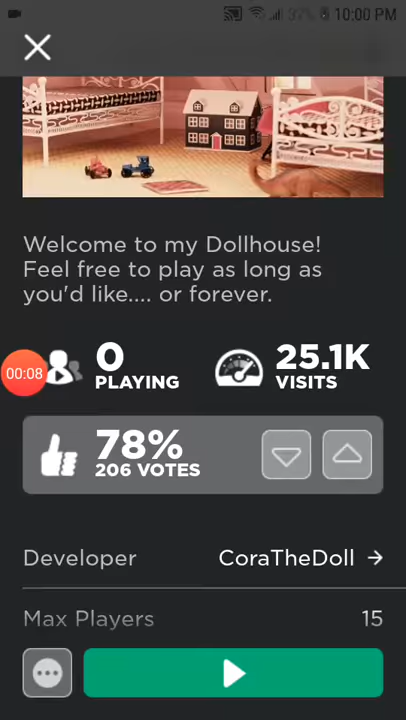 37% 10:00 PM
Welcome to my Dollhouse!
Feel free to play as long as
you'd like.... or forever.
0
PLAYING
25.1K
VISITS
00:08
78%
206 VOTES
Developer CoraTheDoll
Max Players 15